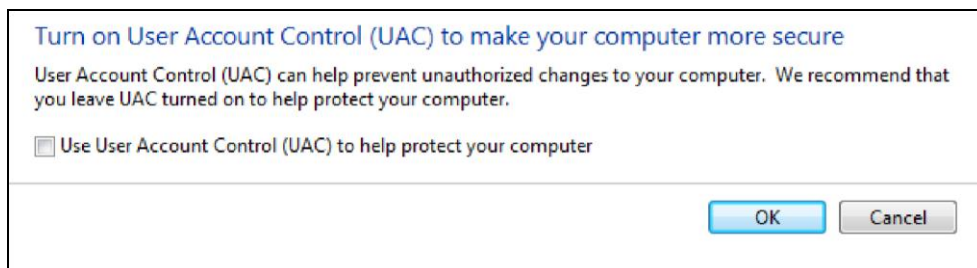 Turn on User Account Control (UAC) to make your computer more secure
User Account Control (UAC) can help prevent unauthorized changes to your computer.  We recommend that
you leave UAC turned on to help protect your computer.
Use User Account Control (UAC) to help protect your computer
OK Cancel